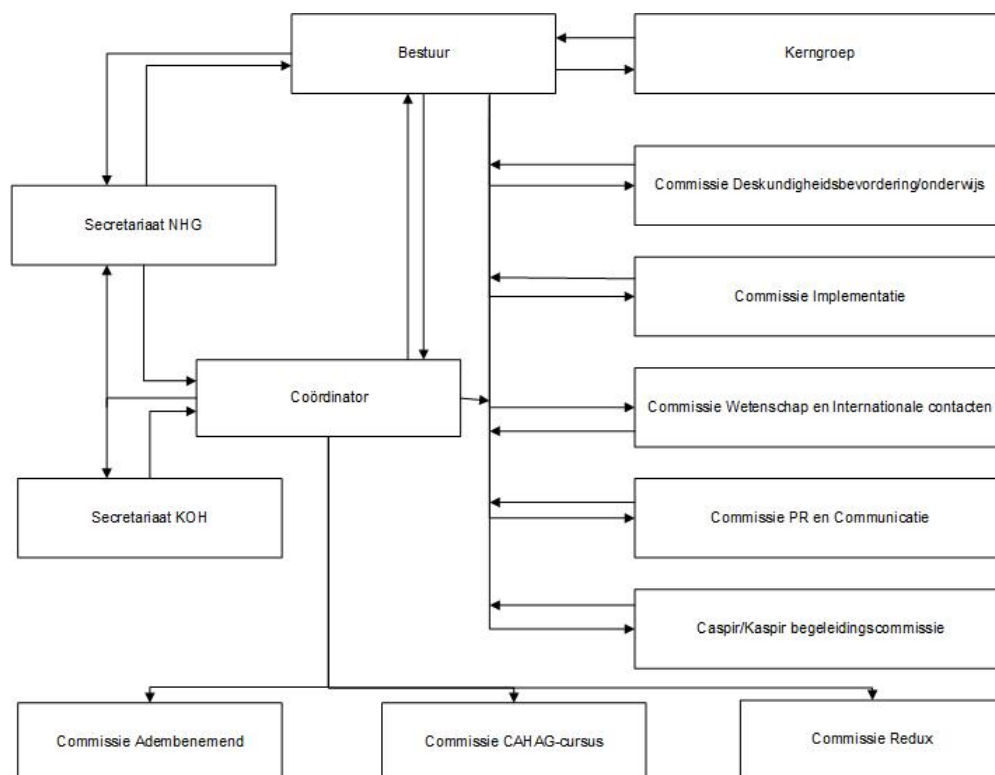 Bestuur
Kerngroep
Commissie Deskundigheidsbevordering/onderwijs
Secretariaat NHG
Commissie Implementatie
Coördinator
Commissie Wetenschap en Internationale contacten
Secretariaat KOH
Commissie PR en Communicatie
Caspir/Kaspir begeleidingscommissie
Commissie Adembenemend
Commissie CAHAG-cursus
Commissie Redux